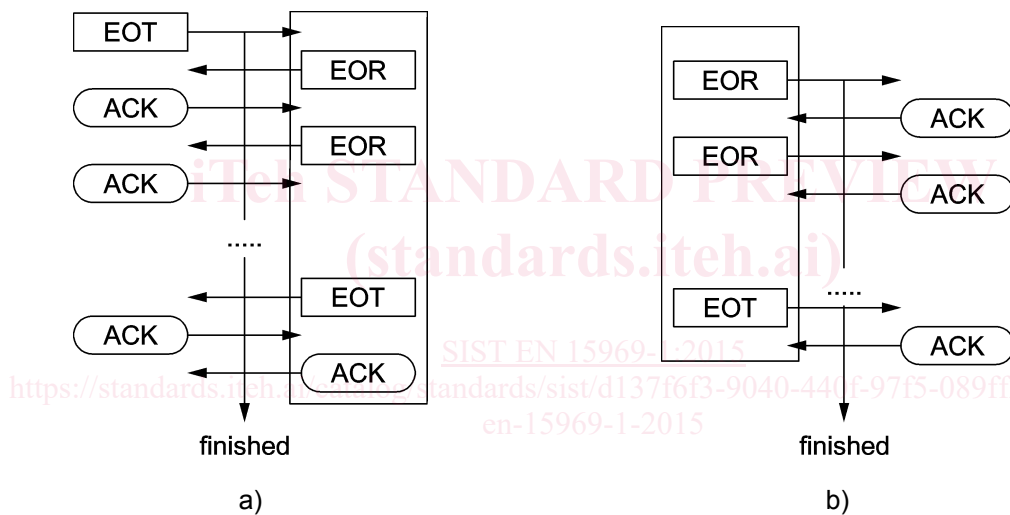 EOT
EOR
ACK
EOR
ACK
.....
EOT
ACK
ACK
finished
a)
EOR
ACK
EOR
ACK
.....
EOT
ACK
finished
b)
iTeh STANDARD PREVIEW
(standards.iteh.ai)
SIST EN 15969-1:2015
https://standards.iteh.ai/catalog/standards/sist/d137f6f3-9040-440f-97f5-089ff
en-15969-1-2015